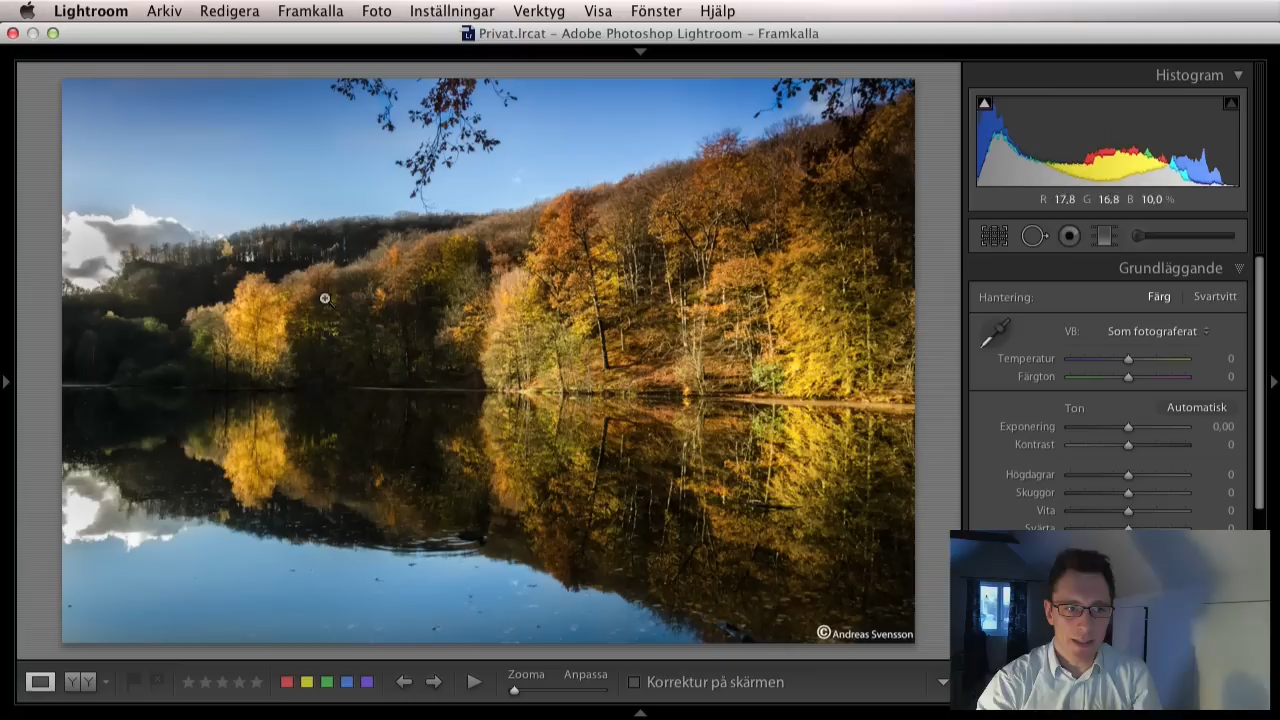 Lightroom Arkiv Redigera Framkalla Foto Inställningar Verktyg Visa Fönster Hjälp
Privat.lrcat – Adobe Photoshop Lightroom – Framkalla
Histogram
R 17,8 G 16,8 B 10,0 %
Grundläggande
Hantering: Färg Svartvitt
VB: Som fotograferat
Temperatur 0
Färgton 0
Ton Automatisk
Exponering 0,00
Kontrast 0
Högdagrar 0
Skuggor 0
Vita 0
Svärta
© Andreas Svensson
YY
Zooma Anpassa
Korrektur på skärmen